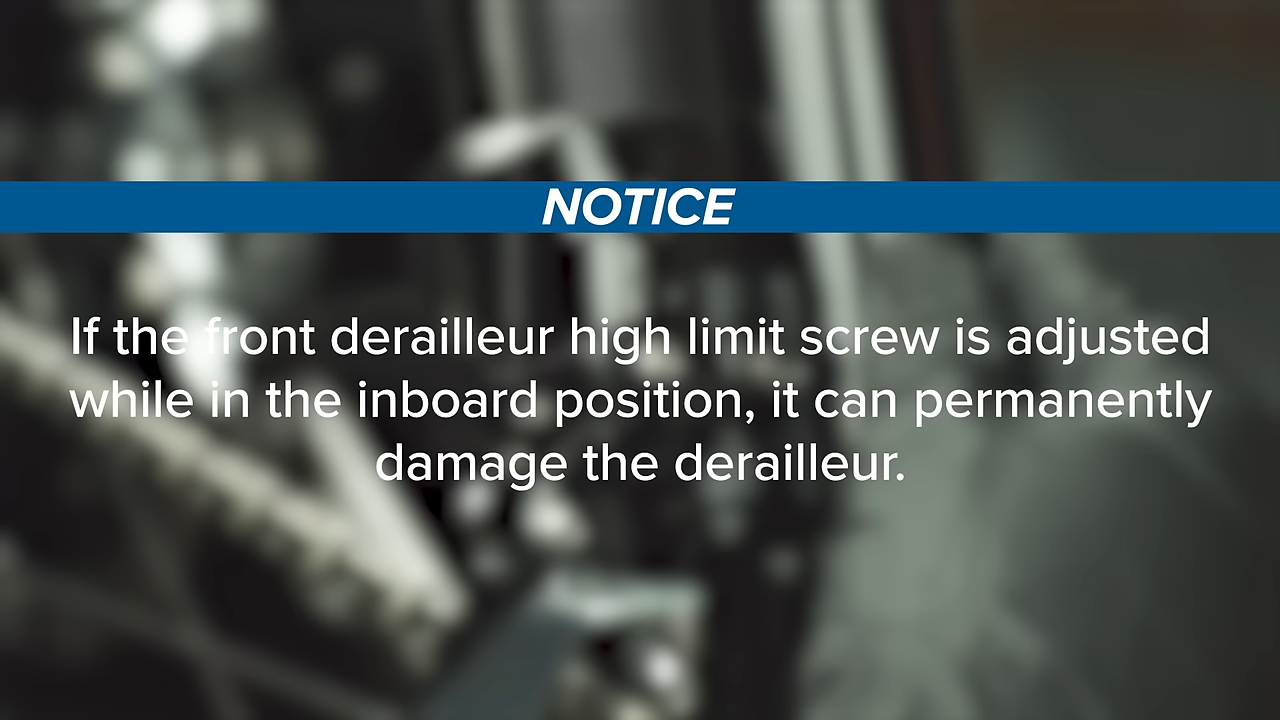 NOTICE
If the front derailleur high limit screw is adjusted
while in the inboard position, it can permanently
damage the derailleur.